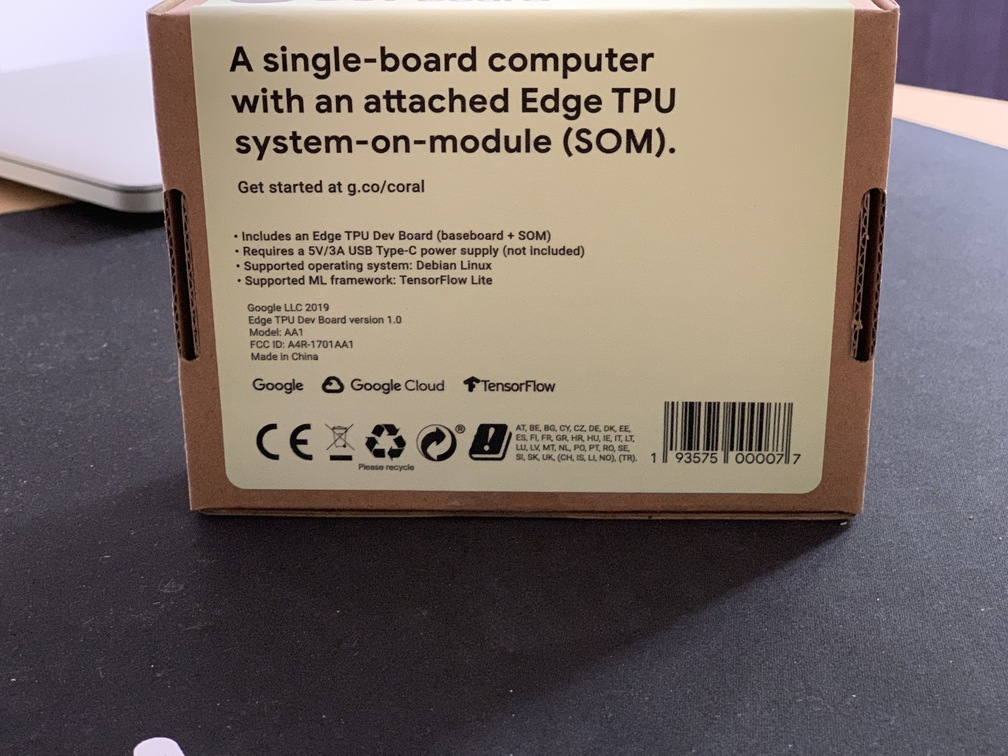 Dev Board
A single-board computer
with an attached Edge TPU
system-on-module (SOM).
Get started at g.co/coral
• Includes an Edge TPU Dev Board (baseboard + SOM)
• Requires a 5V/3A USB Type-C power supply (not included)
• Supported operating system: Debian Linux
• Supported ML framework: TensorFlow Lite
Google LLC 2019
Edge TPU Dev Board version 1.0
Model: AA1
FCC ID: A4R-1701AA1
Made in China
Google Google Cloud TensorFlow
CE
®
Please recycle
AT, BE, BG, CY, CZ, DE, DK, EE,
ES, FI, FR, GR, HR, HU, IE, IT, LT,
LU, LV, MT, NL, PO, PT, RO, SE,
SI, SK, UK, (CH, IS, LI, NO), (TR).
1 93575 00007 7